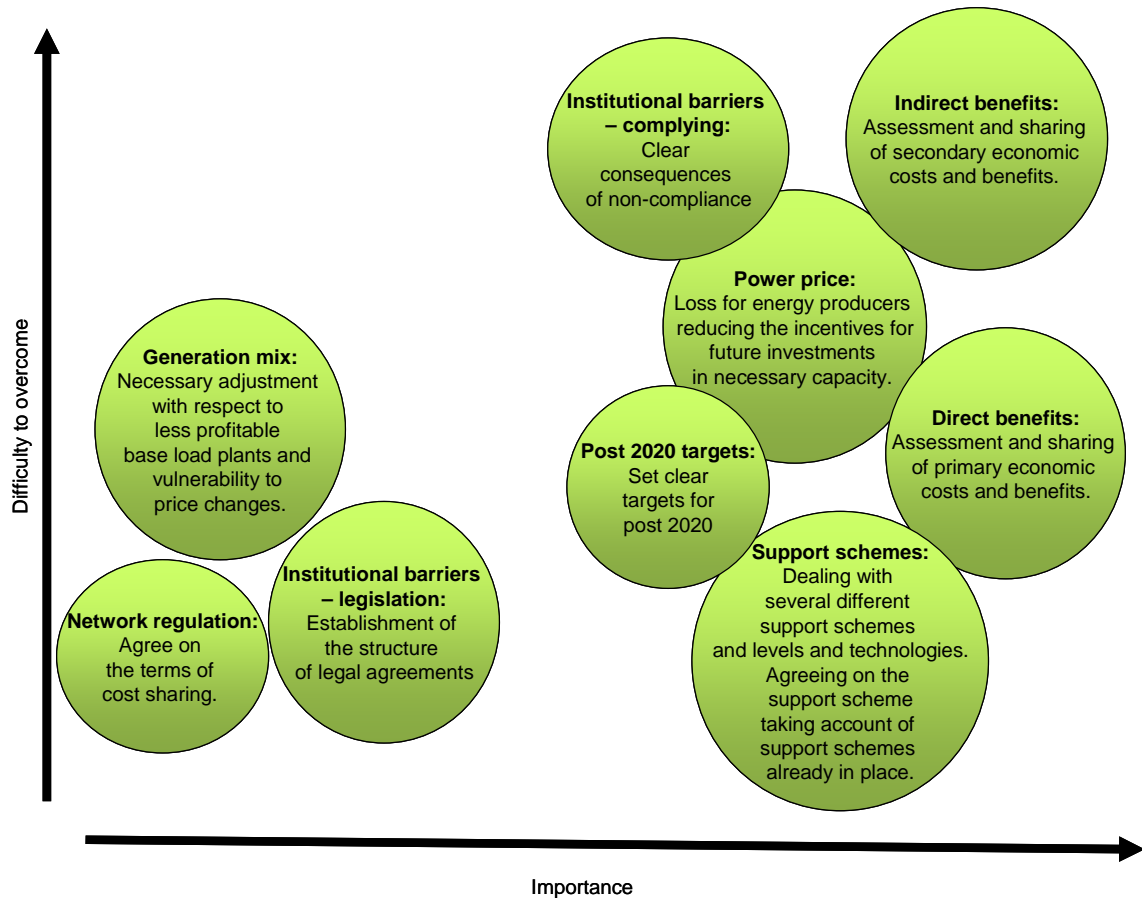 Difficulty to overcome
Institutional barriers
– complying:
Clear
consequences
of non-compliance
Indirect benefits:
Assessment and sharing
of secondary economic
costs and benefits.
Power price:
Loss for energy producers
reducing the incentives for
future investments
in necessary capacity.
Generation mix:
Necessary adjustment
with respect to
less profitable
base load plants and
vulnerability to
price changes.
Direct benefits:
Assessment and sharing
of primary economic
costs and benefits.
Post 2020 targets:
Set clear
targets for
post 2020
Support schemes:
Dealing with
several different
support schemes
and levels and technologies.
Agreeing on the
support scheme
taking account of
support schemes
already in place.
Institutional barriers
– legislation:
Establishment of
the structure
of legal agreements
Network regulation:
Agree on
the terms of
cost sharing.
Importance